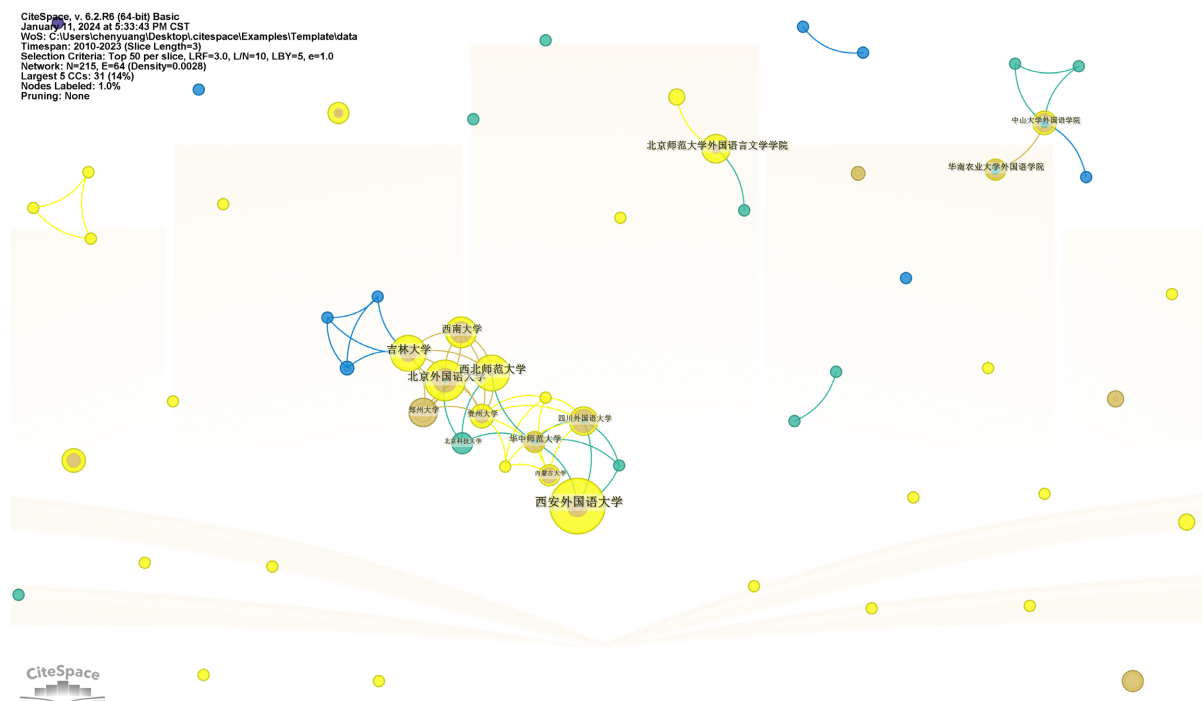 CiteSpace, v. 6.2.R6 (64-bit) Basic
January 11, 2024 at 5:33:43 PM CST
WoS: C:\Users\chenyuang\Desktop\.citespace\Examples\Template\data
Timespan: 2010-2023 (Slice Length=3)
Selection Criteria: Top 50 per slice, LRF=3.0, L/N=10, LBY=5, e=1.0
Network: N=215, E=64 (Density=0.0028)
Largest 5 CCs: 31 (14%)
Nodes Labeled: 1.0%
Pruning: None
中山大学外国语学院
北京师范大学外国语言文学学院
华南农业大学外国语学院
西南大学
吉林大学
西北师范大学
北京外国语大学
郑州大学
贵州大学
四川外国语大学
北京科技大学
华中师范大学
内蒙古大学
西安外国语大学
CiteSpace